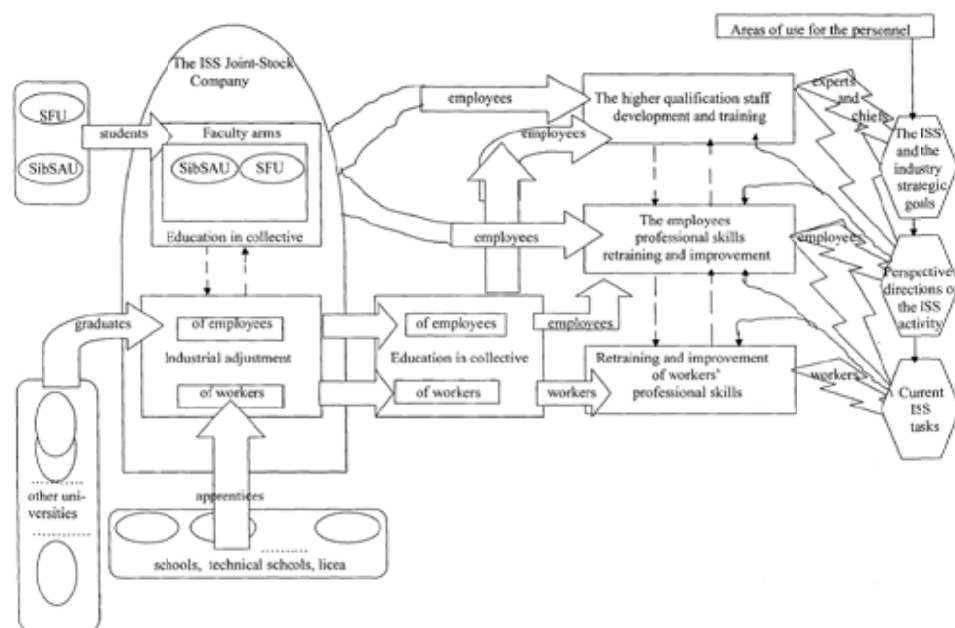 Areas of use for the personnel
The ISS Joint-Stock
Company
SFU
SibSAU
students
Faculty arms
SibSAU
SFU
Education in collective
employees
employees
employees
The higher qualification staff
development and training
experts
and
chiefs
The ISS
and the
industry
strategic
goals
The employees
professional skills
retraining and improvement
employees
Perspective
directions of
the ISS
activity
graduates
of employees
Industrial adjustment
of workers
of employees
Education in collective
of workers
employees
workers
Retraining and improvement
of workers'
professional skills
workers
Current
ISS
tasks
other uni-
versities
apprentices
schools, technical schools, licea